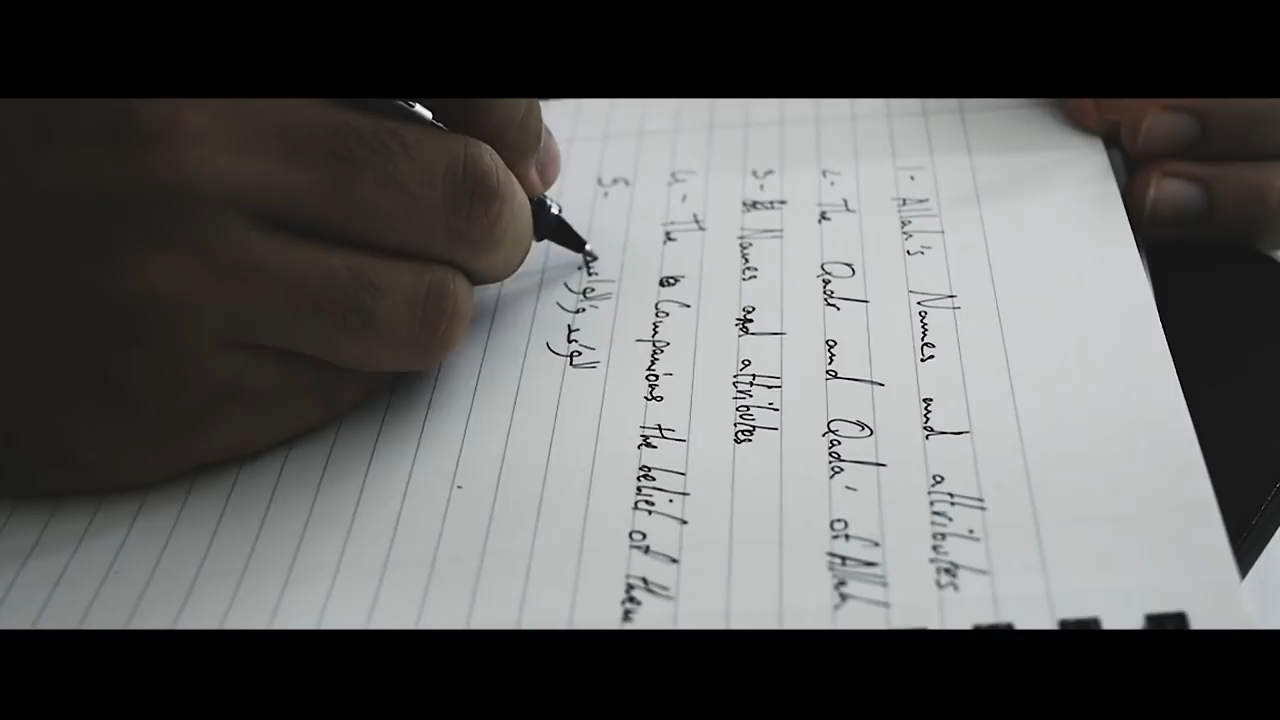 1- Allah's Names and attributes
2- The Qadr and Qada' of Allah
3- Names and attributes
4- The Companions the belief of them
5-